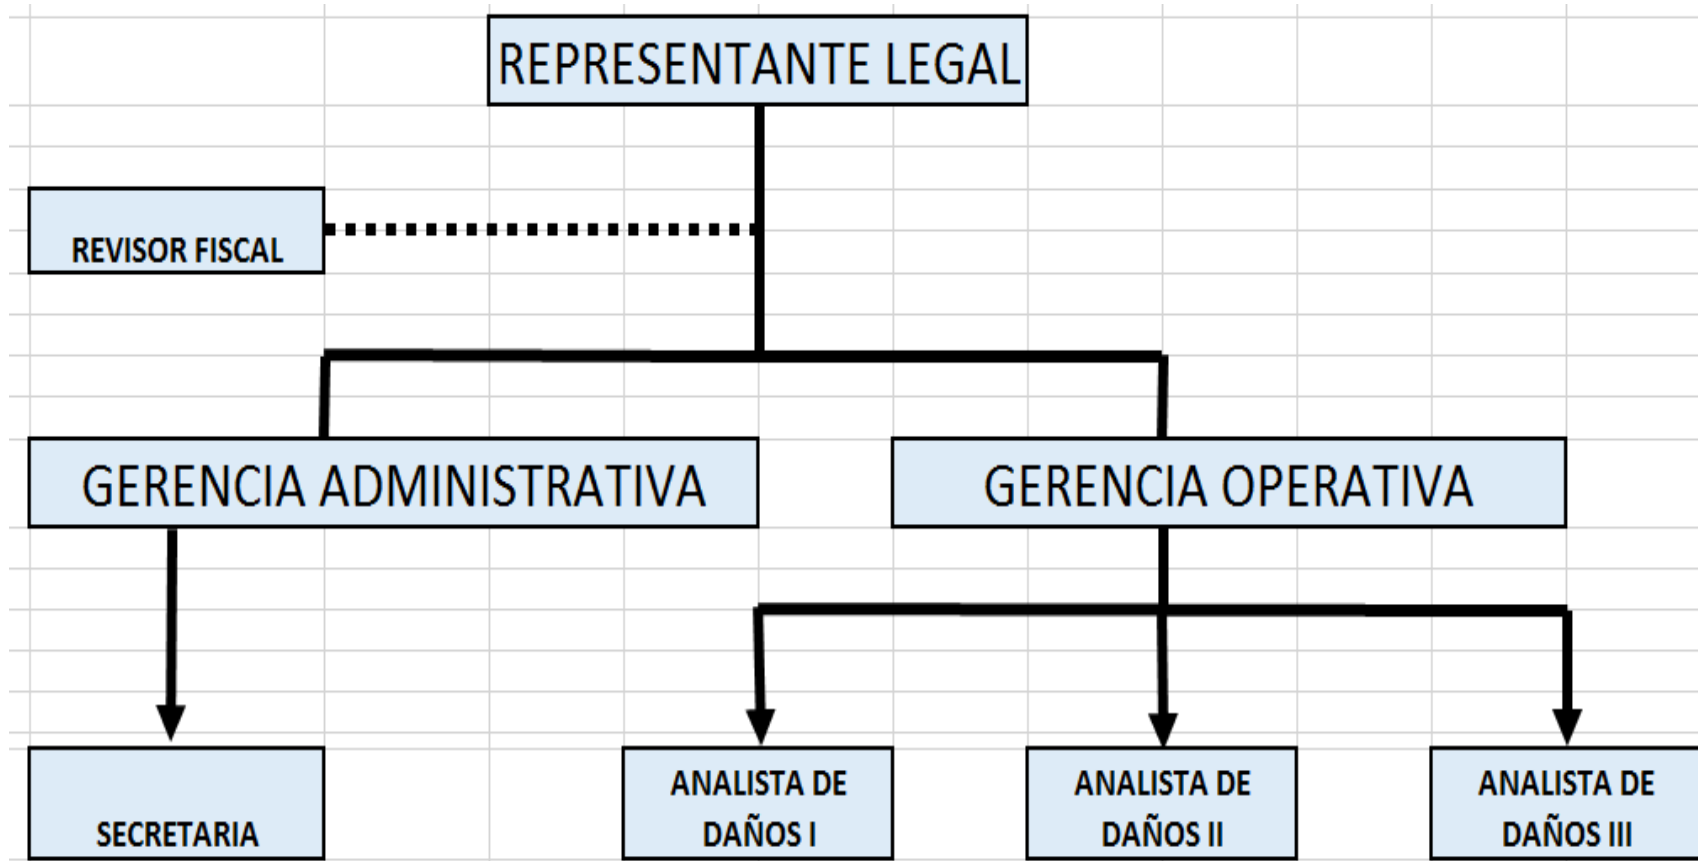 REPRESENTANTE LEGAL
REVISOR FISCAL
GERENCIA ADMINISTRATIVA
GERENCIA OPERATIVA
SECRETARIA
ANALISTA DE
DAÑOS I
ANALISTA DE
DAÑOS II
ANALISTA DE
DAÑOS III